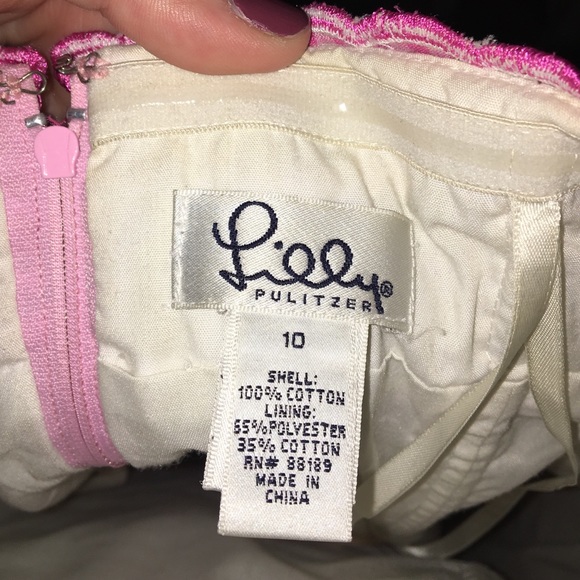 Lilly®
PULITZER
10
SHELL:
100% COTTON
LINING:
65%POLYESTER
35% COTTON
RN# 88189
MADE IN
CHINA